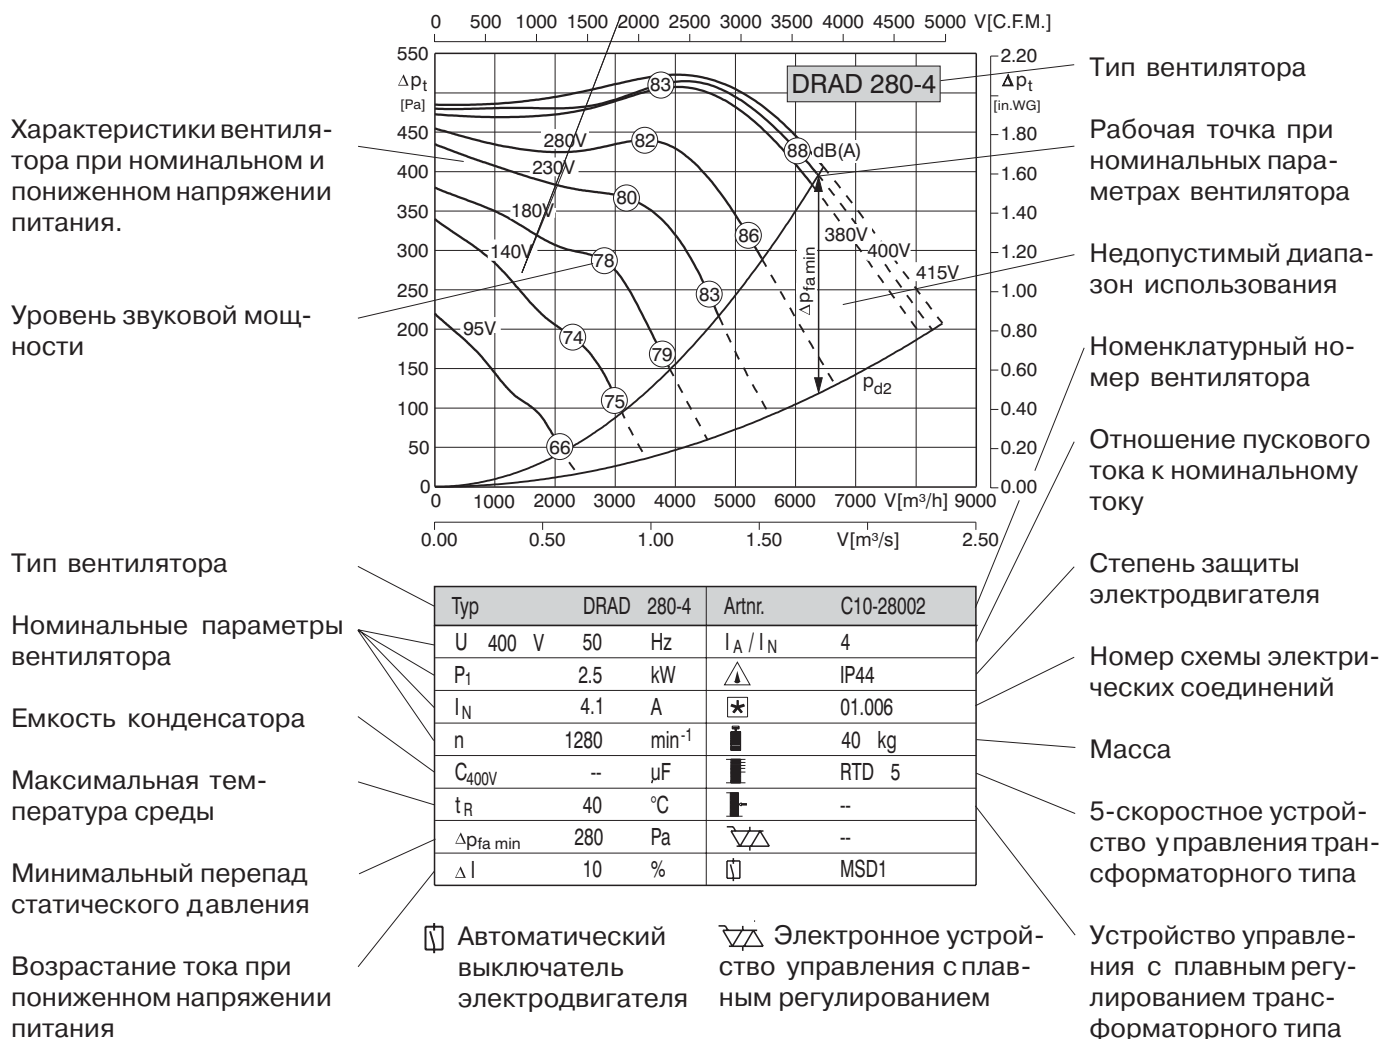 0 500 1000 1500 2000 2500 3000 3500 4000 4500 5000 V[C.F.M.]
550
Δpt
[Pa]
450
400
350
300
250
200
150
100
50
0
2.20
Δpt
[in.WG]
1.80
1.60
1.40
1.20
1.00
0.80
0.60
0.40
0.20
0.00
DRAD 280-4
83
280V 82
88 dB(A)
230V
80
180V
86
380V
140V
78
400V
415V
83
Δpfa min
95V
74
79
pd2
75
66
0 1000 2000 3000 4000 5000 6000 7000 V[m³/h] 9000
0.00 0.50 1.00 1.50 V[m³/s] 2.50
Характеристики вентиля-
тора при номинальном и
пониженном напряжении
питания.
Уровень звуковой мощ-
ности
Тип вентилятора
Рабочая точка при
номинальных пара-
метрах вентилятора
Недопустимый диапа-
зон использования
Номенклатурный но-
мер вентилятора
Отношение пускового
тока к номинальному
току
Степень защиты
электродвигателя
Номер схемы электри-
ческих соединений
Масса
5-скоростное устрой-
ство управления тран-
сформаторного типа
Устройство управле-
ния с плавным регу-
лированием транс-
форматорного типа
Тип вентилятора
Номинальные параметры
вентилятора
Емкость конденсатора
Максимальная тем-
пература среды
Минимальный перепад
статического давления
Возрастание тока при
пониженном напряжении
питания
Typ DRAD 280-4 Artnr. C10-28002
U 400 V 50 Hz IA / IN 4
P1 2.5 kW IP44
IN 4.1 A 01.006
n 1280 min-1 40 kg
C400V -- µF RTD 5
tR 40 °C --
Δpfa min 280 Pa --
Δ I 10 % MSD1
Автоматический
выключатель
электродвигателя
Электронное устрой-
ство управления с плав-
ным регулированием